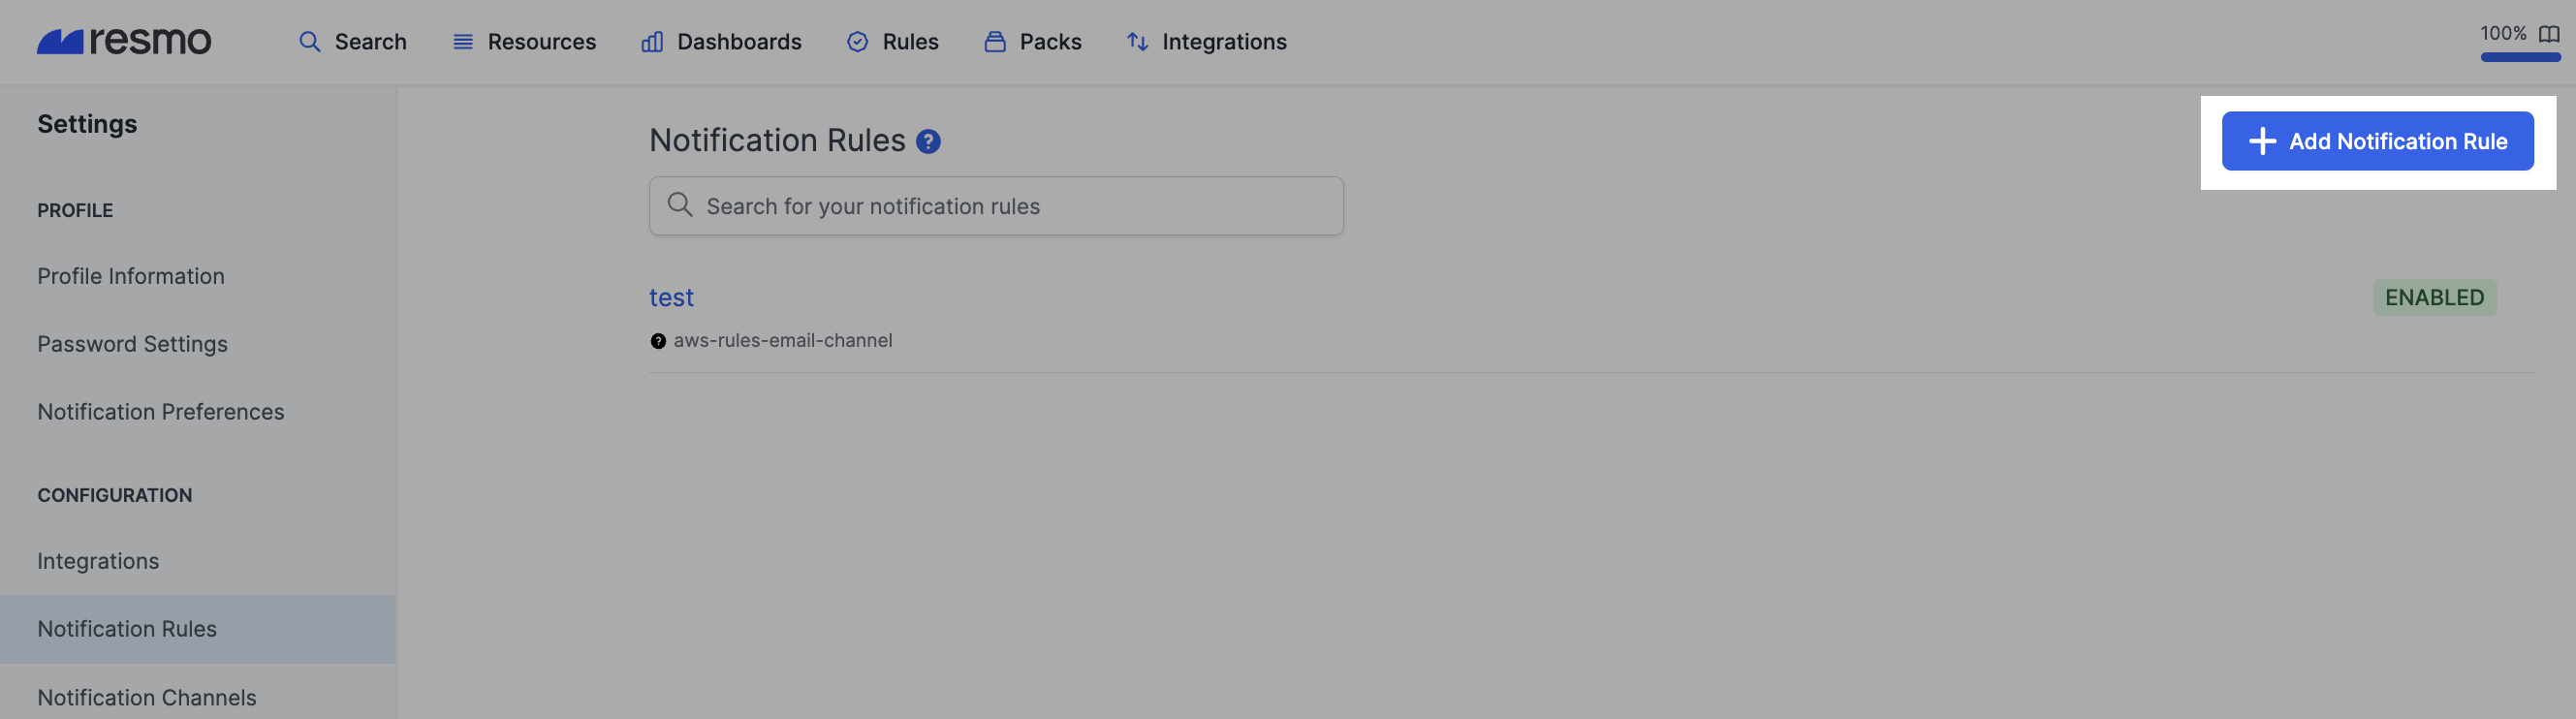 resmo
Search
Resources
Dashboards
Rules
Packs
Integrations
100%
Settings
PROFILE
Profile Information
Password Settings
Notification Preferences
CONFIGURATION
Integrations
Notification Rules
Notification Channels
Notification Rules ?
Add Notification Rule
Search for your notification rules
test
ENABLED
? aws-rules-email-channel